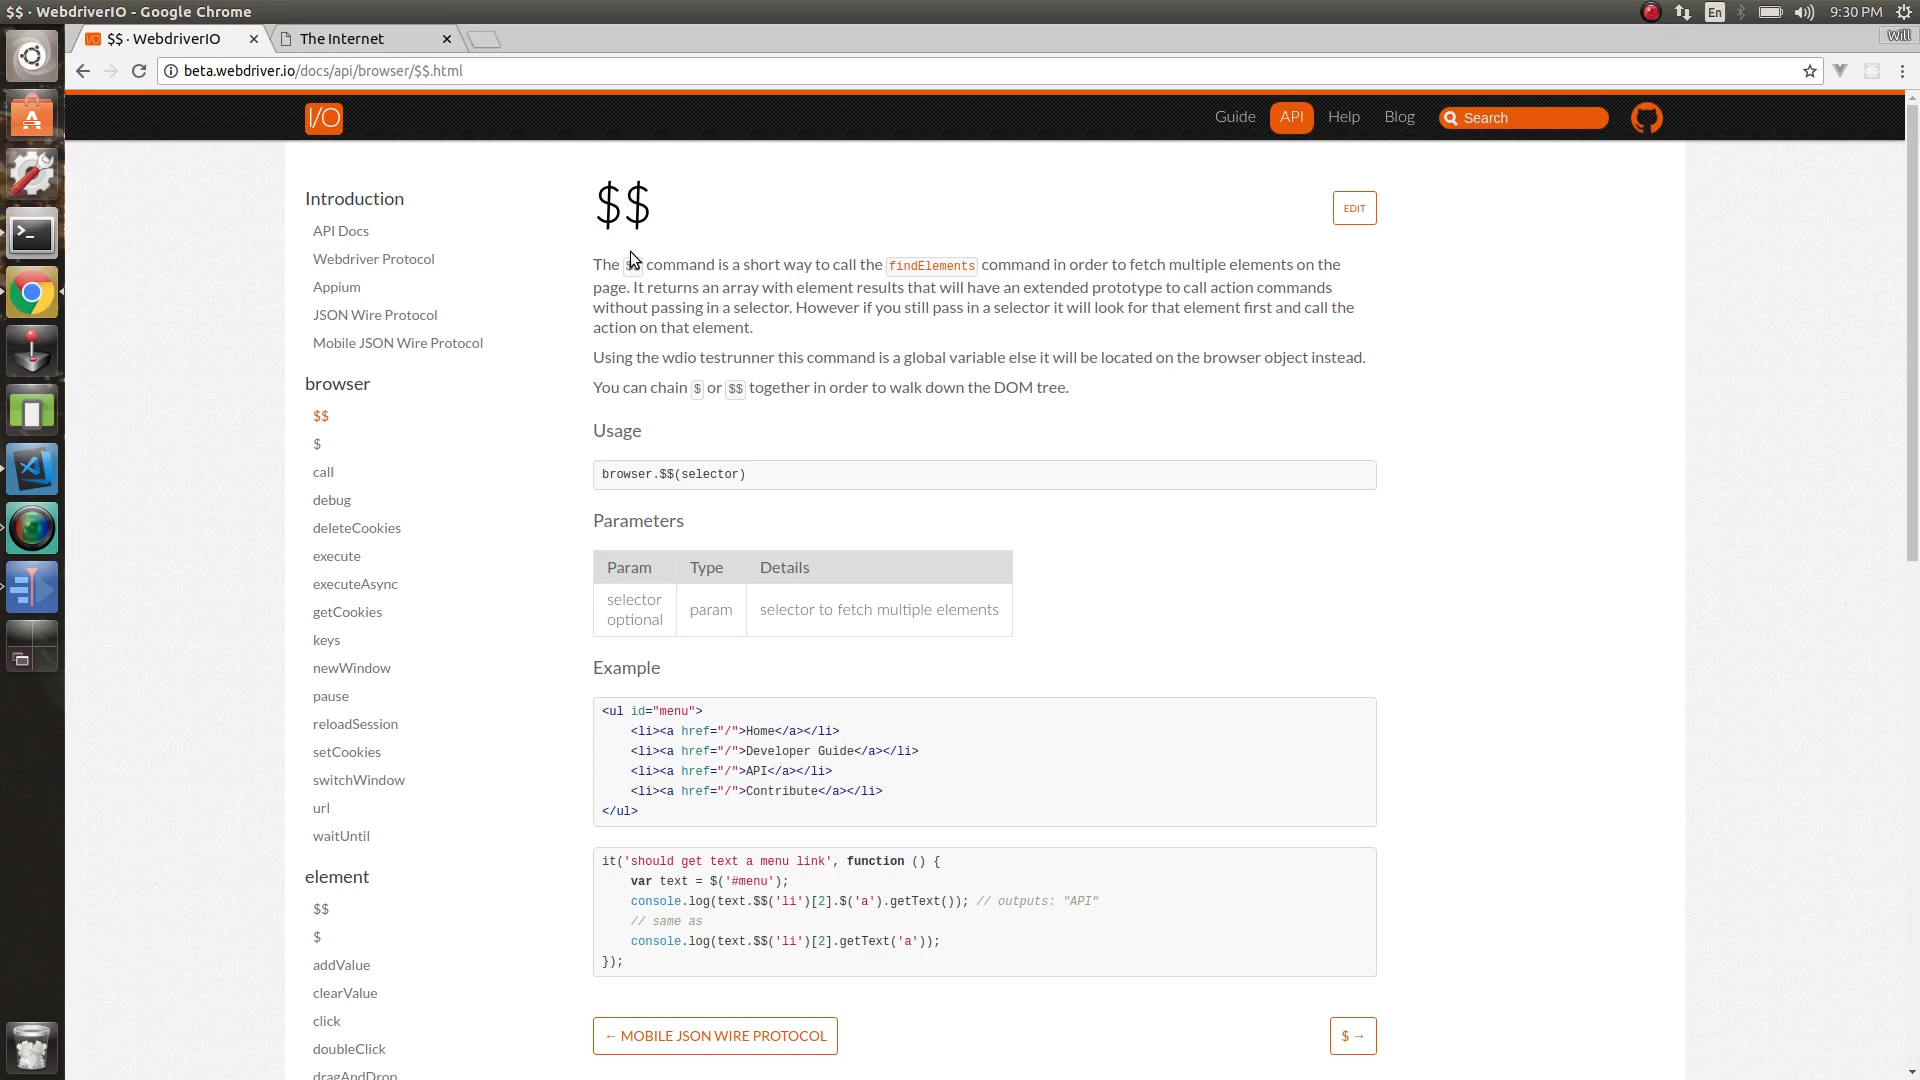 $$ · WebdriverIO - Google Chrome
En
9:30 PM
$$ · WebdriverIO
The Internet
Will
beta.webdriver.io/docs/api/browser/$$.html
I/O
Guide
API
Help
Blog
Search
Introduction
API Docs
Webdriver Protocol
Appium
JSON Wire Protocol
Mobile JSON Wire Protocol
browser
$$
$
call
debug
deleteCookies
execute
executeAsync
getCookies
keys
newWindow
pause
reloadSession
setCookies
switchWindow
url
waitUntil
element
$$
$
addValue
clearValue
click
doubleClick
dragAndDrop
$$
EDIT
The $$ command is a short way to call the findElements command in order to fetch multiple elements on the
page. It returns an array with element results that will have an extended prototype to call action commands
without passing in a selector. However if you still pass in a selector it will look for that element first and call the
action on that element.
Using the wdio testrunner this command is a global variable else it will be located on the browser object instead.
You can chain $ or $$ together in order to walk down the DOM tree.
Usage
browser.$$(selector)
Parameters
Param Type Details
selector
optional
param
selector to fetch multiple elements
Example
<ul id="menu">
<li><a href="/">Home</a></li>
<li><a href="/">Developer Guide</a></li>
<li><a href="/">API</a></li>
<li><a href="/">Contribute</a></li>
</ul>
it('should get text a menu link', function () {
var text = $('#menu');
console.log(text.$$('li')[2].$('a').getText()); // outputs: "API"
// same as
console.log(text.$$('li')[2].getText('a'));
});
← MOBILE JSON WIRE PROTOCOL
$ →